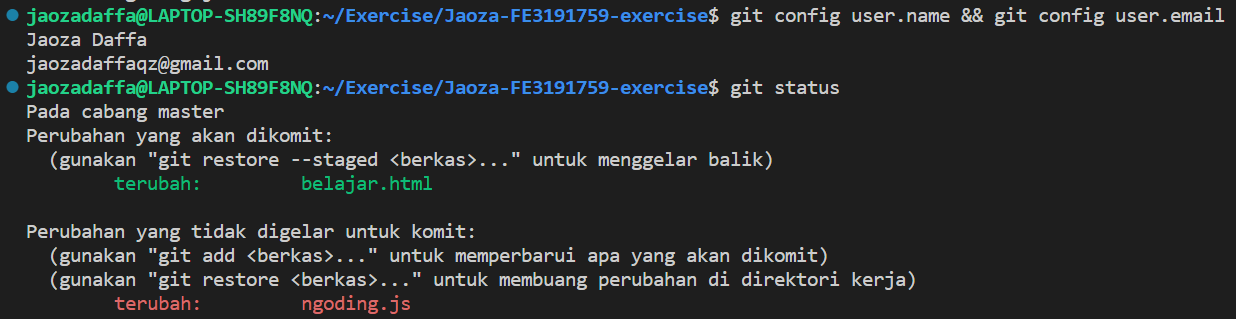 jaozadaffa@LAPTOP-SH89F8NQ:~/Exercise/Jaoza-FE3191759-exercise$ git config user.name && git config user.email
Jaoza Daffa
jaozadaffaqz@gmail.com
jaozadaffa@LAPTOP-SH89F8NQ:~/Exercise/Jaoza-FE3191759-exercise$ git status
Pada cabang master
Perubahan yang akan dikomit:
  (gunakan "git restore --staged <berkas>..." untuk menggelar balik)
        terubah:         belajar.html

Perubahan yang tidak digelar untuk komit:
  (gunakan "git add <berkas>..." untuk memperbarui apa yang akan dikomit)
  (gunakan "git restore <berkas>..." untuk membuang perubahan di direktori kerja)
        terubah:         ngoding.js